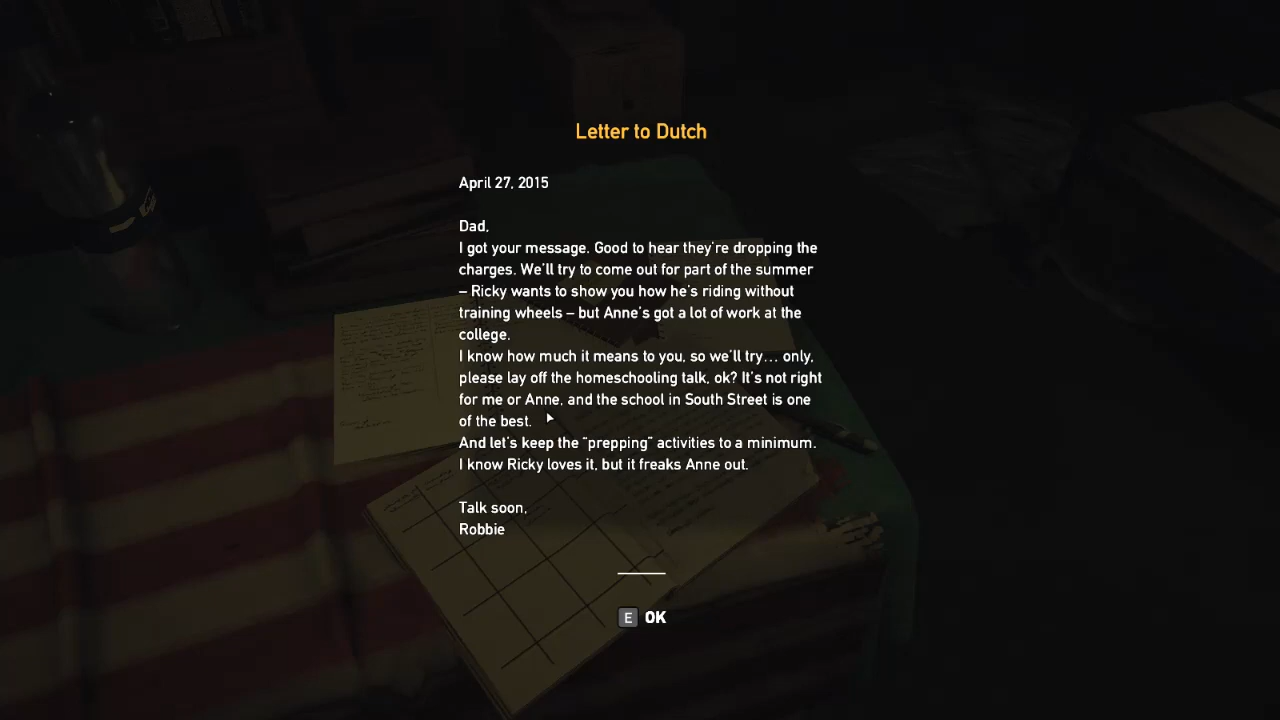 Letter to Dutch
April 27, 2015
Dad,
I got your message. Good to hear they're dropping the
charges. We'll try to come out for part of the summer
– Ricky wants to show you how he's riding without
training wheels – but Anne's got a lot of work at the
college.
I know how much it means to you, so we'll try... only,
please lay off the homeschooling talk, ok? It's not right
for me or Anne, and the school in South Street is one
of the best.
And let's keep the "prepping" activities to a minimum.
I know Ricky loves it, but it freaks Anne out.
Talk soon,
Robbie
E OK